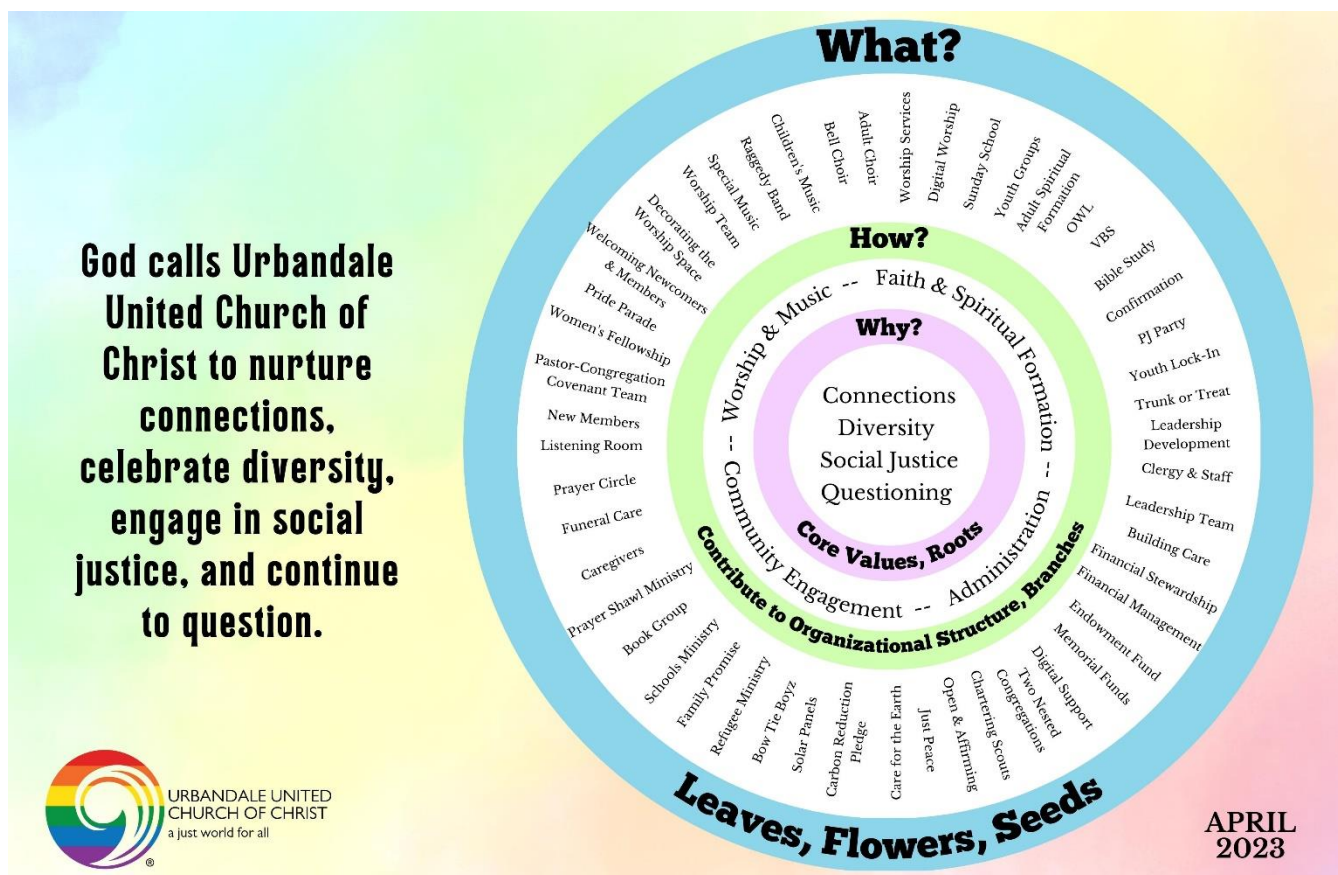 God calls Urbandale
United Church of
Christ to nurture
connections,
celebrate diversity,
engage in social
justice, and continue
to question.
URBANDALE UNITED
CHURCH OF CHRIST
a just world for all
®
What?
Worship Services
Digital Worship
Sunday School
Youth Groups
Adult Spiritual
Formation
OWL
VBS
Bible Study
Confirmation
PJ Party
Youth Lock-In
Trunk or Treat
Leadership
Development
Clergy & Staff
Leadership Team
Building Care
Financial Stewardship
Financial Management
Endowment Fund
Memorial Funds
Digital Support
Two Nested
Congregations
Chartering Scouts
Open & Affirming
Just Peace
Care for the Earth
Carbon Reduction
Pledge
Solar Panels
Bow Tie Boyz
Refugee Ministry
Family Promise
Schools Ministry
Book Group
Prayer Shawl Ministry
Caregivers
Funeral Care
Prayer Circle
Listening Room
New Members
Pastor-Congregation
Covenant Team
Women's Fellowship
Pride Parade
Welcoming Newcomers
& Members
Decorating the
Worship Space
Worship Team
Special Music
Raggedy Band
Children's Music
Bell Choir
Adult Choir
Leaves, Flowers, Seeds
How?
Worship & Music -- Faith & Spiritual Formation -- Administration -- Community Engagement --
Contribute to Organizational Structure, Branches
Why?
Connections
Diversity
Social Justice
Questioning
Core Values, Roots
APRIL
2023